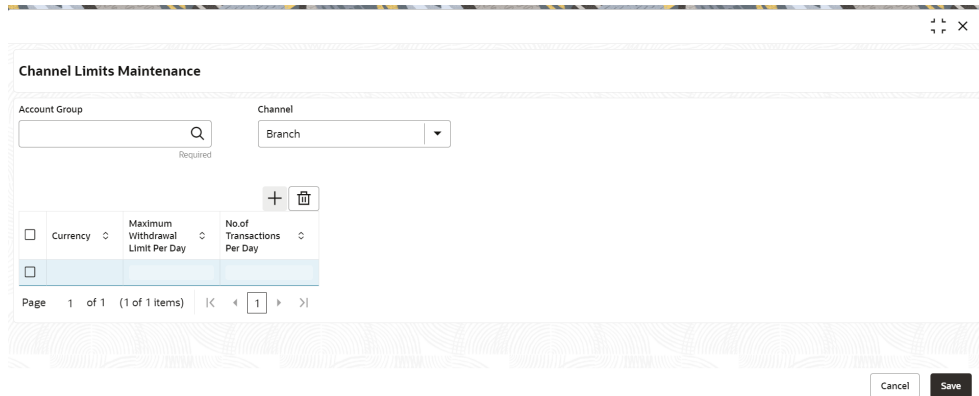 Channel Limits Maintenance
Account Group
Channel
Branch
Required
Currency
Maximum
Withdrawal
Limit Per Day
No.of
Transactions
Per Day
Page 1 of 1 (1 of 1 items) 1
Cancel
Save